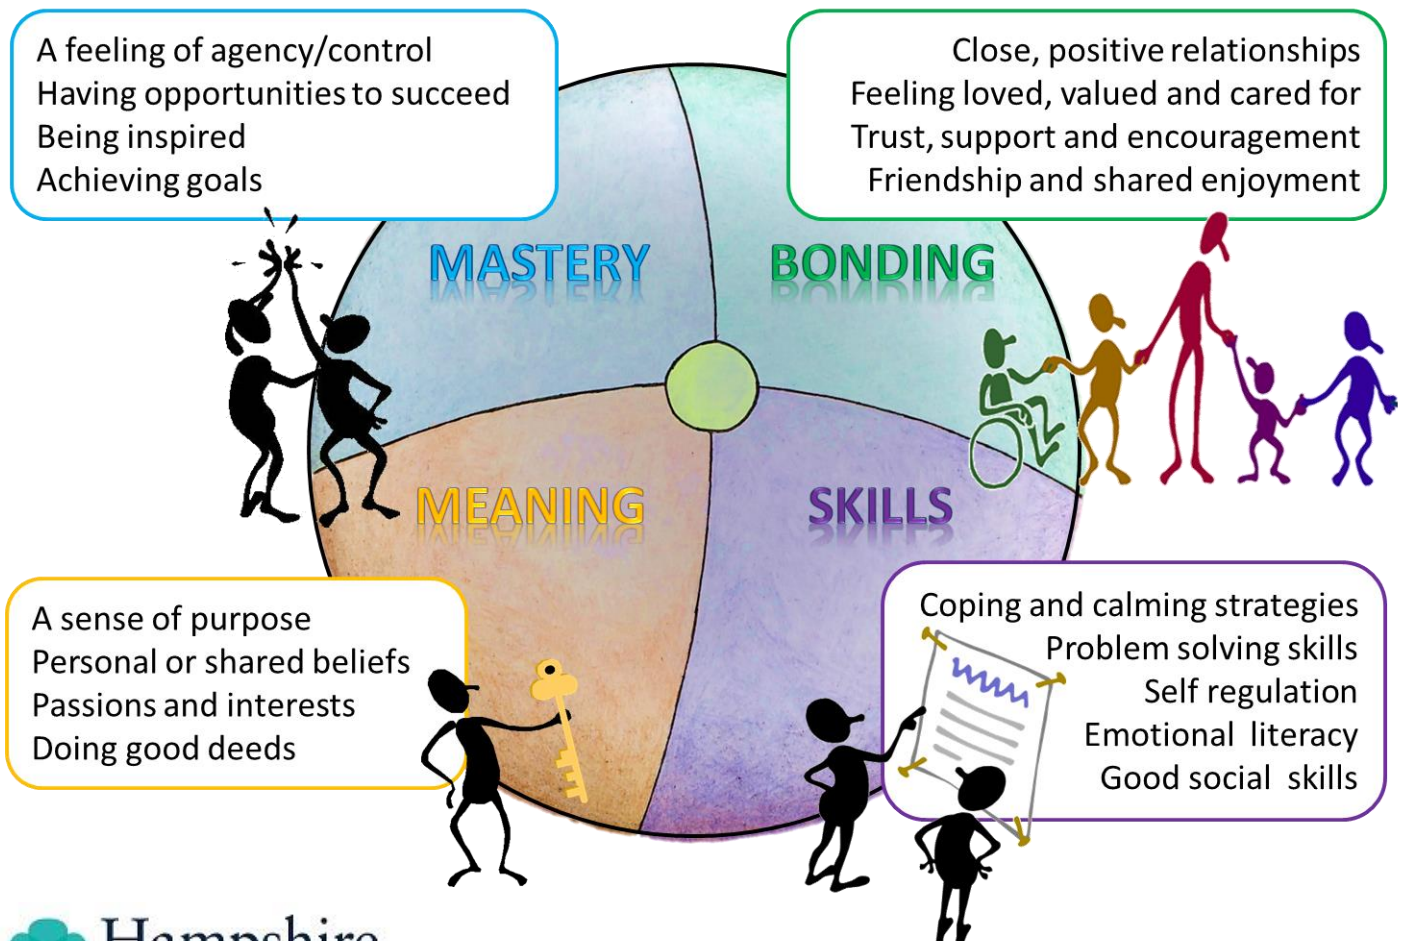 A feeling of agency/control
Having opportunities to succeed
Being inspired
Achieving goals
Close, positive relationships
Feeling loved, valued and cared for
Trust, support and encouragement
Friendship and shared enjoyment
MASTERY
BONDING
MEANING
SKILLS
A sense of purpose
Personal or shared beliefs
Passions and interests
Doing good deeds
Coping and calming strategies
Problem solving skills
Self regulation
Emotional literacy
Good social skills
Hampshire